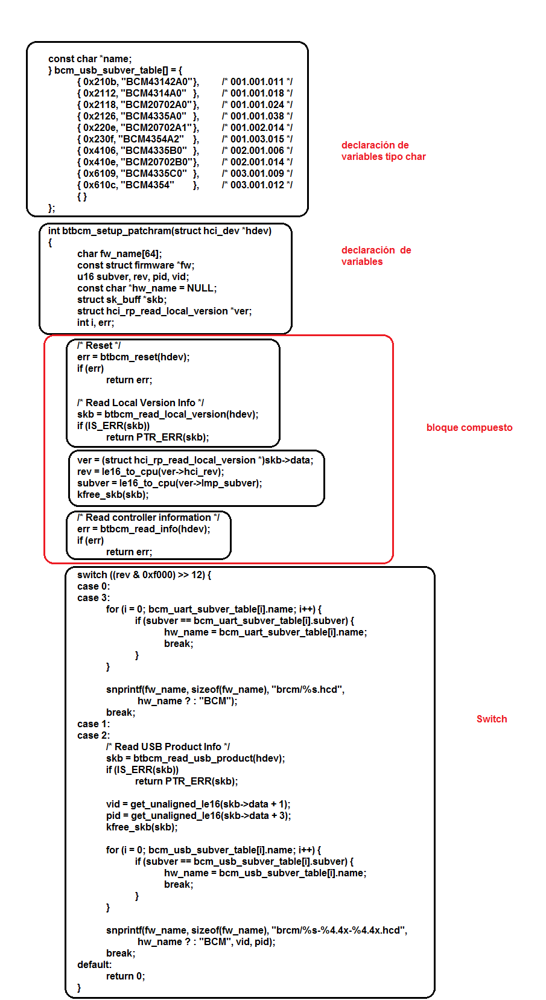 const char *name;
} bcm_usb_subver_table[] = {
{ 0x210b, "BCM43142A0" }, /* 001.001.011 */
{ 0x2112, "BCM4314A0" }, /* 001.001.018 */
{ 0x2118, "BCM20702A0" }, /* 001.001.024 */
{ 0x2126, "BCM4335A0" }, /* 001.001.038 */
{ 0x220e, "BCM20702A1" }, /* 001.002.014 */
{ 0x230f, "BCM4354A2" }, /* 001.003.015 */
{ 0x4106, "BCM4335B0" }, /* 002.001.006 */
{ 0x410e, "BCM20702B0" }, /* 002.001.014 */
{ 0x6109, "BCM4335C0" }, /* 003.001.009 */
{ 0x610c, "BCM4354" }, /* 003.001.012 */
{ }
};
declaración de
variables tipo char
int btbcm_setup_patchram(struct hci_dev *hdev)
{
char fw_name[64];
const struct firmware *fw;
u16 subver, rev, pid, vid;
const char *hw_name = NULL;
struct sk_buff *skb;
struct hci_rp_read_local_version *ver;
int i, err;
declaración de
variables
/* Reset */
err = btbcm_reset(hdev);
if (err)
return err;
/* Read Local Version Info */
skb = btbcm_read_local_version(hdev);
if (IS_ERR(skb))
return PTR_ERR(skb);
bloque compuesto
ver = (struct hci_rp_read_local_version *)skb->data;
rev = le16_to_cpu(ver->hci_rev);
subver = le16_to_cpu(ver->lmp_subver);
kfree_skb(skb);
/* Read controller information */
err = btbcm_read_info(hdev);
if (err)
return err;
switch ((rev & 0xf000) >> 12) {
case 0:
case 3:
for (i = 0; bcm_uart_subver_table[i].name; i++) {
if (subver == bcm_uart_subver_table[i].subver) {
hw_name = bcm_uart_subver_table[i].name;
break;
}
}
snprintf(fw_name, sizeof(fw_name), "brcm/%s.hcd",
hw_name ? : "BCM");
break;
Switch
case 1:
case 2:
/* Read USB Product Info */
skb = btbcm_read_usb_product(hdev);
if (IS_ERR(skb))
return PTR_ERR(skb);
vid = get_unaligned_le16(skb->data + 1);
pid = get_unaligned_le16(skb->data + 3);
kfree_skb(skb);
for (i = 0; bcm_usb_subver_table[i].name; i++) {
if (subver == bcm_usb_subver_table[i].subver) {
hw_name = bcm_usb_subver_table[i].name;
break;
}
}
snprintf(fw_name, sizeof(fw_name), "brcm/%s-%4.4x-%4.4x.hcd",
hw_name ? : "BCM", vid, pid);
break;
default:
return 0;
}